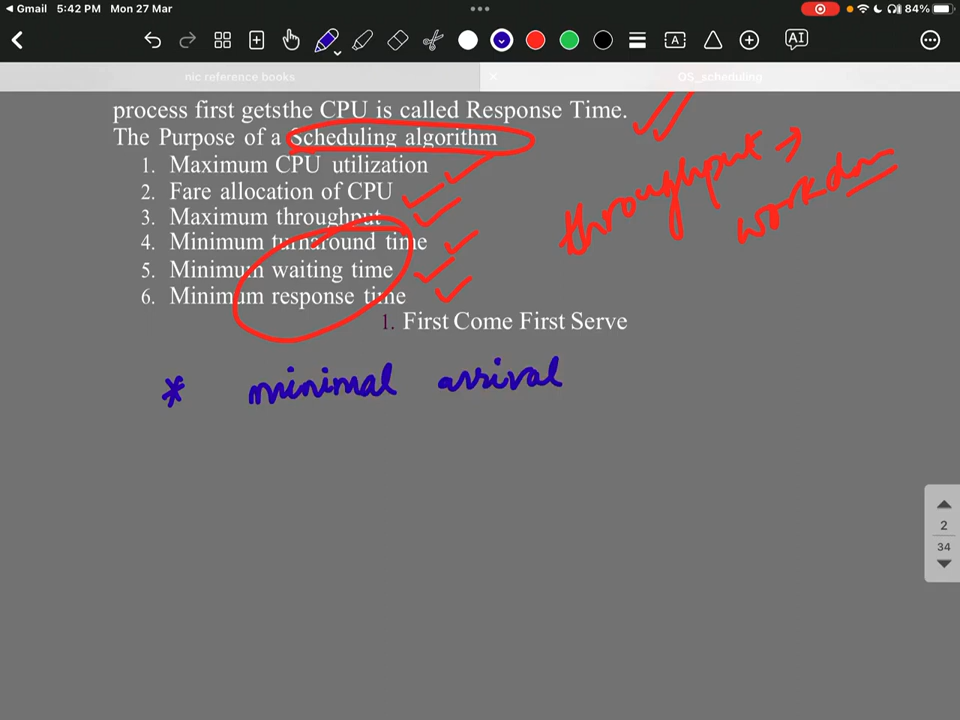 Gmail 5:42 PM Mon 27 Mar 84%
A AI
nic reference books OS_scheduling
process first getsthe CPU is called Response Time.
The Purpose of a Scheduling algorithm
1. Maximum CPU utilization
2. Fare allocation of CPU
3. Maximum throughput
4. Minimum turnaround time
5. Minimum waiting time
6. Minimum response time
throughput →
work done
1. First Come First Serve
* minimal arrival
2
34